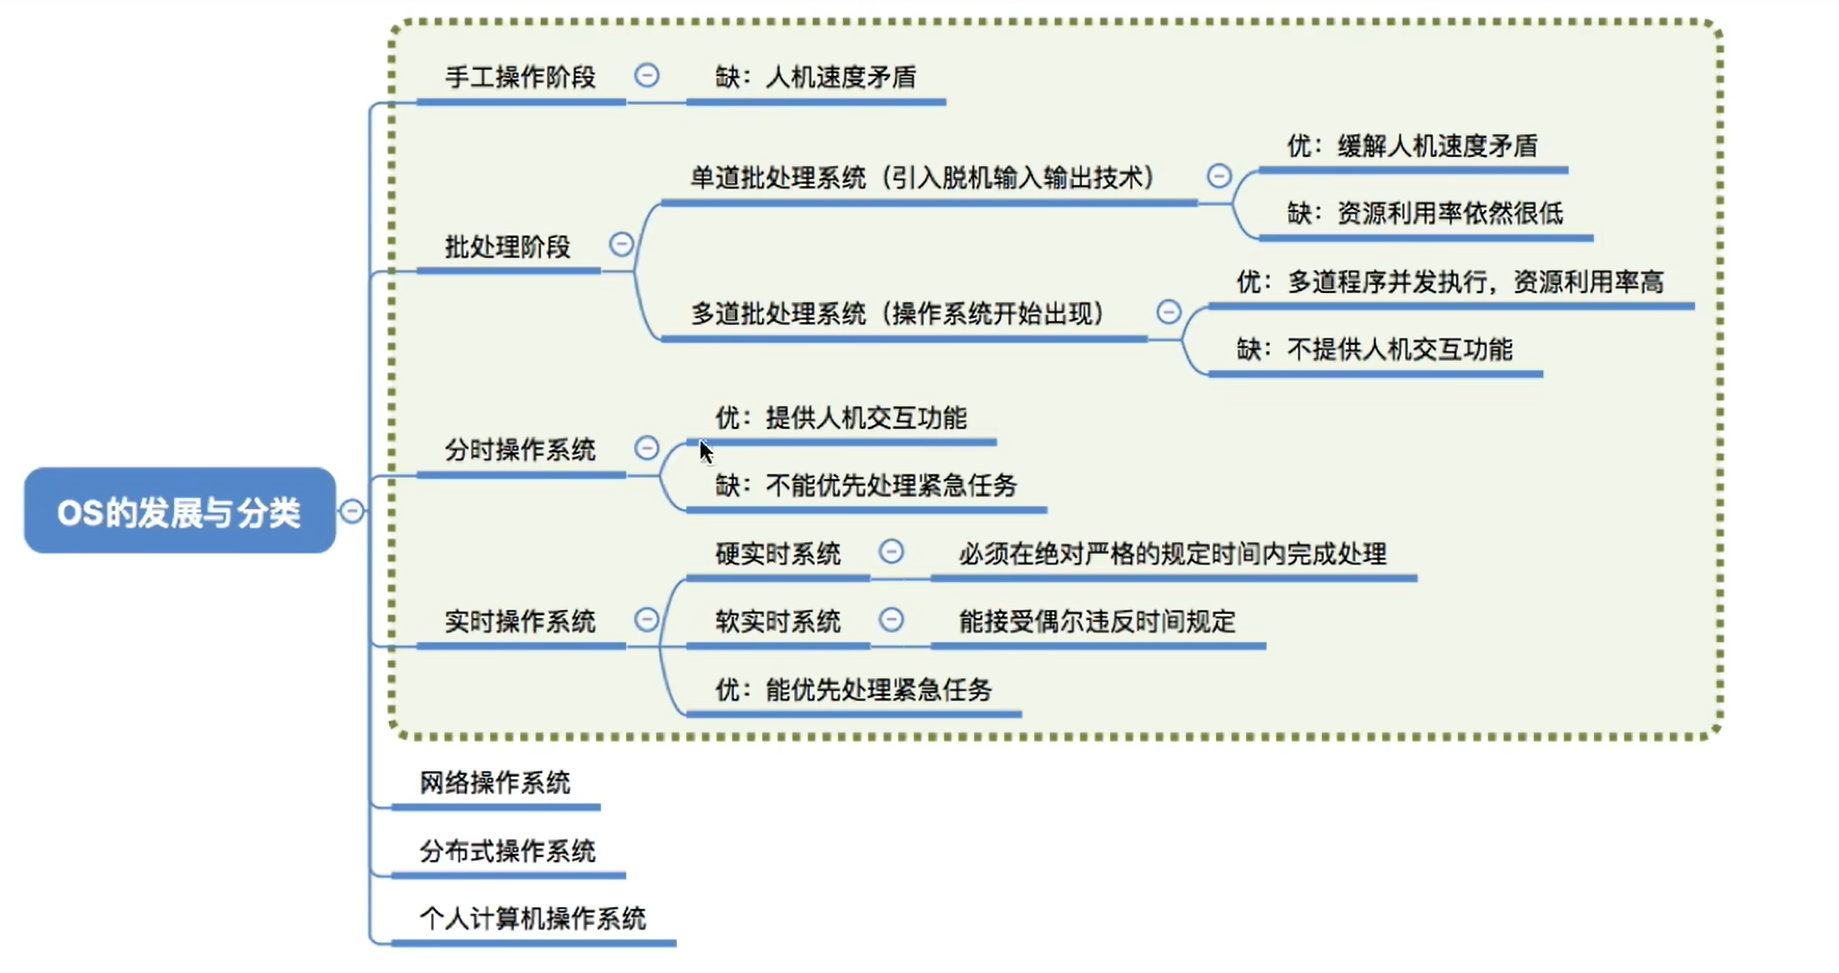 手工操作阶段
缺：人机速度矛盾
批处理阶段
单道批处理系统（引入脱机输入输出技术）
优：缓解人机速度矛盾
缺：资源利用率依然很低
多道批处理系统（操作系统开始出现）
优：多道程序并发执行，资源利用率高
缺：不提供人机交互功能
分时操作系统
优：提供人机交互功能
缺：不能优先处理紧急任务
OS的发展与分类
实时操作系统
硬实时系统
必须在绝对严格的规定时间内完成处理
软实时系统
能接受偶尔违反时间规定
优：能优先处理紧急任务
网络操作系统
分布式操作系统
个人计算机操作系统